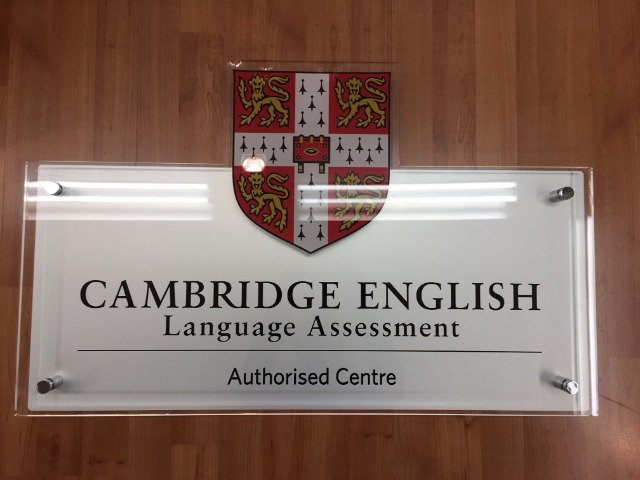 CAMBRIDGE ENGLISH
Language Assessment
Authorised Centre